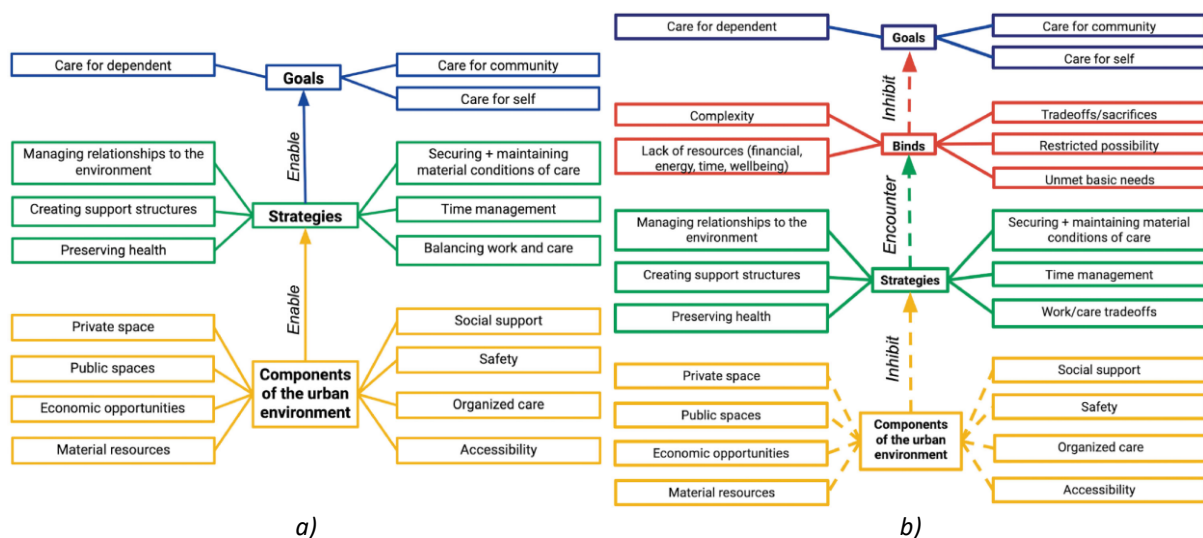 Care for dependent
Goals
Care for community
Care for self
Enable
Managing relationships to the
environment
Creating support structures
Preserving health
Strategies
Securing + maintaining
material conditions of care
Time management
Balancing work and care
Enable
Private space
Public spaces
Economic opportunities
Material resources
Components
of the urban
environment
Social support
Safety
Organized care
Accessibility
a)
Care for dependent
Goals
Care for community
Care for self
Inhibit
Complexity
Lack of resources (financial,
energy, time, wellbeing)
Binds
Tradeoffs/sacrifices
Restricted possibility
Unmet basic needs
Encounter
Managing relationships to the
environment
Creating support structures
Preserving health
Strategies
Securing + maintaining material
conditions of care
Time management
Work/care tradeoffs
Inhibit
Private space
Public spaces
Economic opportunities
Material resources
Components
of the urban
environment
Social support
Safety
Organized care
Accessibility
b)